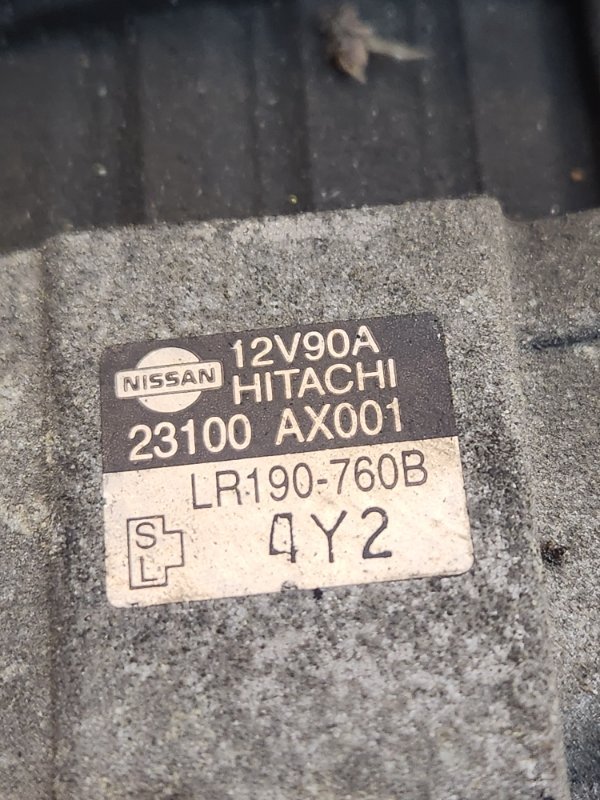 12V90A
NISSAN HITACHI
23100 AX001
LR190-760B
S 4Y2
L